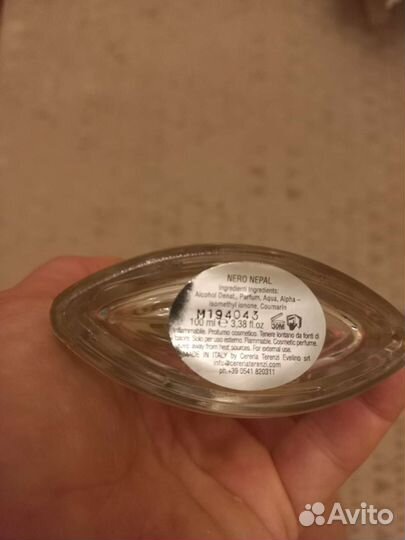 NERO NEPAL
Ingredienti Ingredients:
Alcohol Denat., Parfum, Aqua, Alpha –
isomethyl ionone, Coumarin
M194043
100 ml ℮ 3,38 fl.oz
30M
Inflammabile. Profumo cosmetico. Tenere lontano da fonti di
calore. Solo per uso esterno. Flammable. Cosmetic perfume.
away from heat sources. For external use.
MADE IN ITALY by Cereria Terenzi Evelino srl
info@cereriaterenzi.com
ph.+39 0541 820311
Avito